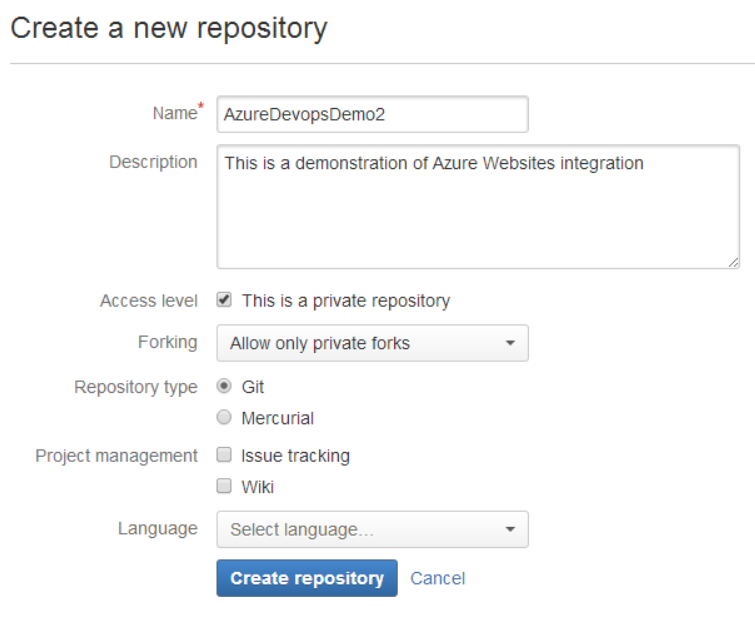 Create a new repository
Name* AzureDevopsDemo2
Description This is a demonstration of Azure Websites integration
Access level This is a private repository
Forking Allow only private forks
Repository type Git
Mercurial
Project management Issue tracking
Wiki
Language Select language...
Create repository Cancel